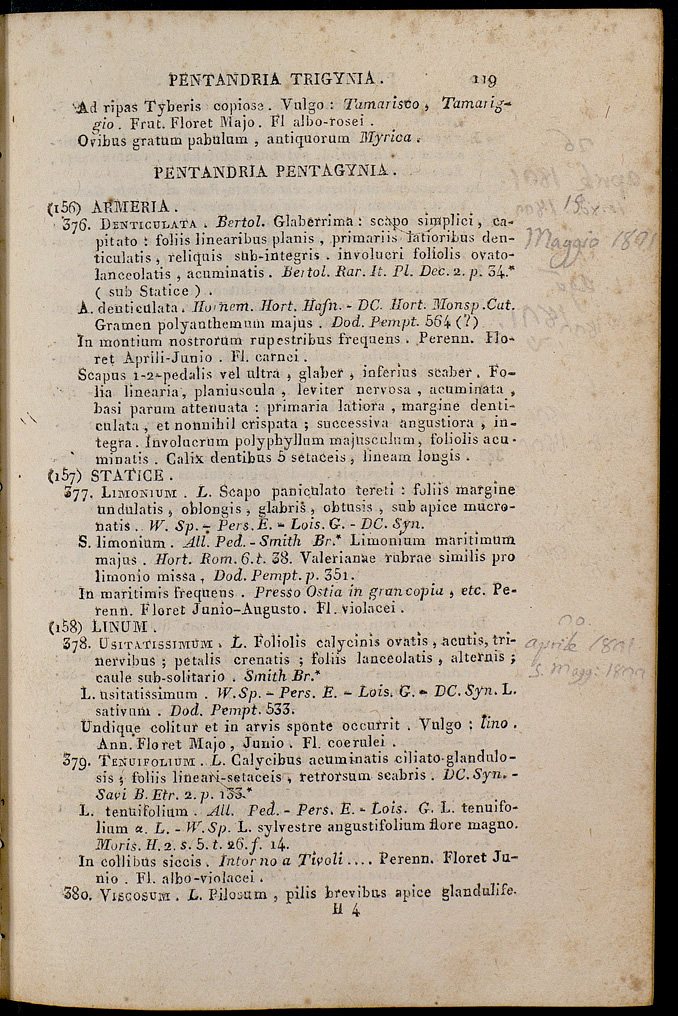 PENTANDRIA TRIGYNIA. 119
Ad ripas Tyberis copiose. Vulgo: Tamarisco, Tamarig-
gio. Frut. Floret Majo. Fl albo-rosei.
Ovibus gratum pabulum, antiquorum Myrica.
PENTANDRIA PENTAGYNIA.
(156) ARMERIA.
376. DENTICULATA. Bertol. Glaberrima: scapo simplici, ca-
pitato: foliis linearibus planis, primariis latioribus den-
ticulatis, reliquis sub-integris. involucri foliolis ovato-
lanceolatis, acuminatis. Bertol. Rar. It. Pl. Dec. 2. p. 34.*
(sub Statice).
Maggio 1891
A. denticulata. Hornem. Hort. Hafn. - DC. Hort. Monsp. Cat.
Gramen polyanthemum majus. Dod. Pempt. 564 (?)
In montium nostrorum rupestribus frequens. Perenn. Flo-
ret Aprili-Junio. Fl. carnei.
Scapus 1-2-pedalis vel ultra, glaber, inferius scaber. Fo-
lia linearia, planiuscula, leviter nervosa, acuminata,
basi parum attenuata: primaria latiora, margine denti-
culata, et nonnihil crispata; successiva angustiora, in-
tegra. Involucrum polyphyllum majusculum, foliolis acu-
minatis. Calix dentibus 5 setaceis, lineam longis.
(157) STATICE.
377. LIMONIUM. L. Scapo paniculato tereti: foliis margine
undulatis, oblongis, glabris, obtusis, sub apice mucro-
natis. W. Sp. - Pers. E. - Lois. G. - DC. Syn.
S. limonium. All. Ped. - Smith Br.* Limonium maritimum
majus. Hort. Rom. 6. t. 38. Valerianae rubrae similis pro
limonio missa, Dod. Pempt. p. 351.
In maritimis frequens. Presso Ostia in gran copia, etc. Pe-
renn. Floret Junio-Augusto. Fl. violacei.
(158) LINUM.
378. USITATISSIMUM. L. Foliolis calycinis ovatis, acutis, tri-
nervibus; petalis crenatis; foliis lanceolatis, alternis;
caule sub-solitario. Smith Br.*
no.
aprile 1891
L. usitatissimum. W. Sp. - Pers. E. - Lois. G. - DC. Syn. L.
sativum. Dod. Pempt. 533.
Undique colitur et in arvis sponte occurrit. Vulgo: lino.
Ann. Floret Majo, Junio. Fl. coerulei.
379. TENUIFOLIUM. L. Calycibus acuminatis ciliato-glandulo-
sis; foliis lineari-setaceis, retrorsum scabris. DC. Syn. -
Savi B. Etr. 2. p. 133.*
L. tenuifolium. All. Ped. - Pers. E. - Lois. G. L. tenuifo-
lium α. L. - W. Sp. L. sylvestre angustifolium flore magno.
Moris. H. 2. s. 5. t. 26. f. 14.
In collibus siccis. Intorno a Tivoli.... Perenn. Floret Ju-
nio. Fl. albo-violacei.
380. VISCOSUM. L. Pilosum, pilis brevibus apice glandulife-
H 4